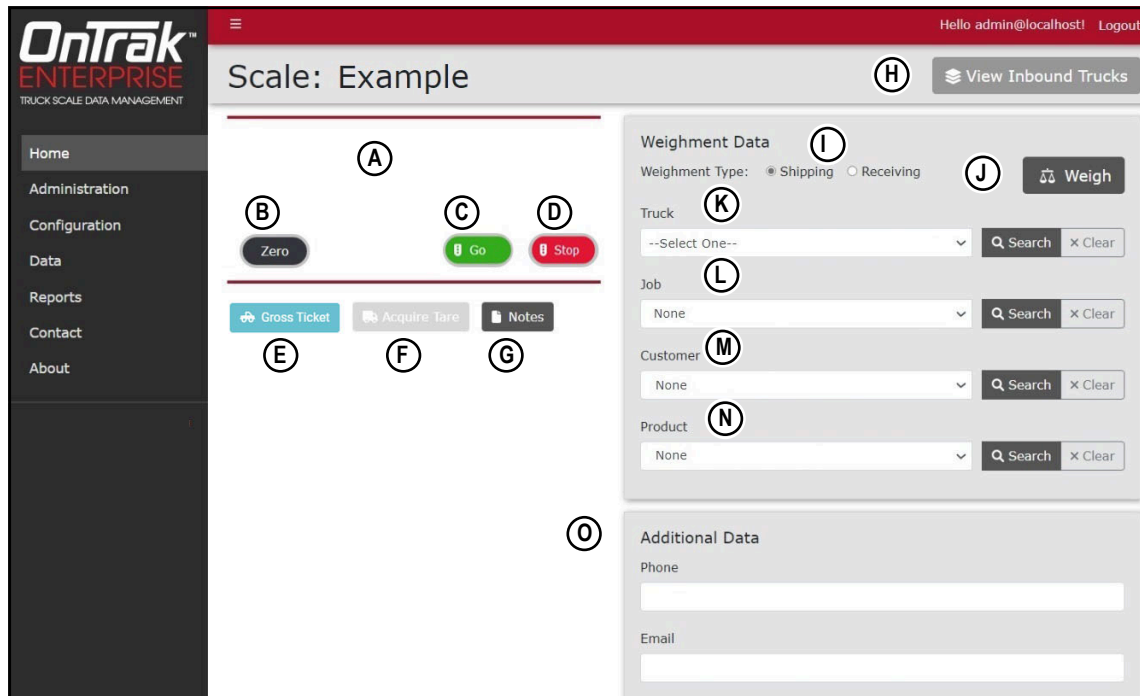 OnTrak™
ENTERPRISE
TRUCK SCALE DATA MANAGEMENT
Home
Administration
Configuration
Data
Reports
Contact
About
☰
Hello admin@localhost! Logout
Scale: Example
H
View Inbound Trucks
A
B
C
D
Zero
Go
Stop
Gross Ticket
Acquire Tare
Notes
E
F
G
Weighment Data
I
Weighment Type: Shipping Receiving
J
Weigh
Truck
K
--Select One--
Search
× Clear
Job
L
None
Search
× Clear
Customer
M
None
Search
× Clear
Product
N
None
Search
× Clear
O
Additional Data
Phone
Email